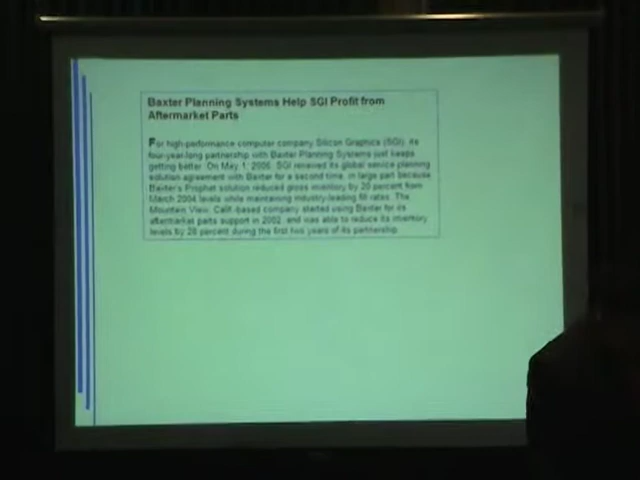 Baxter Planning Systems Help SGI Profit from
Aftermarket Parts
For high-performance computer company Silicon Graphics (SGI), its
four-year-long partnership with Baxter Planning Systems just keeps
getting better. On May 1, 2006, SGI renewed its global service planning
solution agreement with Baxter for a second time, in large part because
Baxter's Prophet solution reduced gross inventory by 20 percent from
March 2004 levels while maintaining industry-leading fill rates. The
Mountain View, Calif.-based company started using Baxter for its
aftermarket parts support in 2002, and was able to reduce its inventory
levels by 28 percent during the first two years of its partnership.